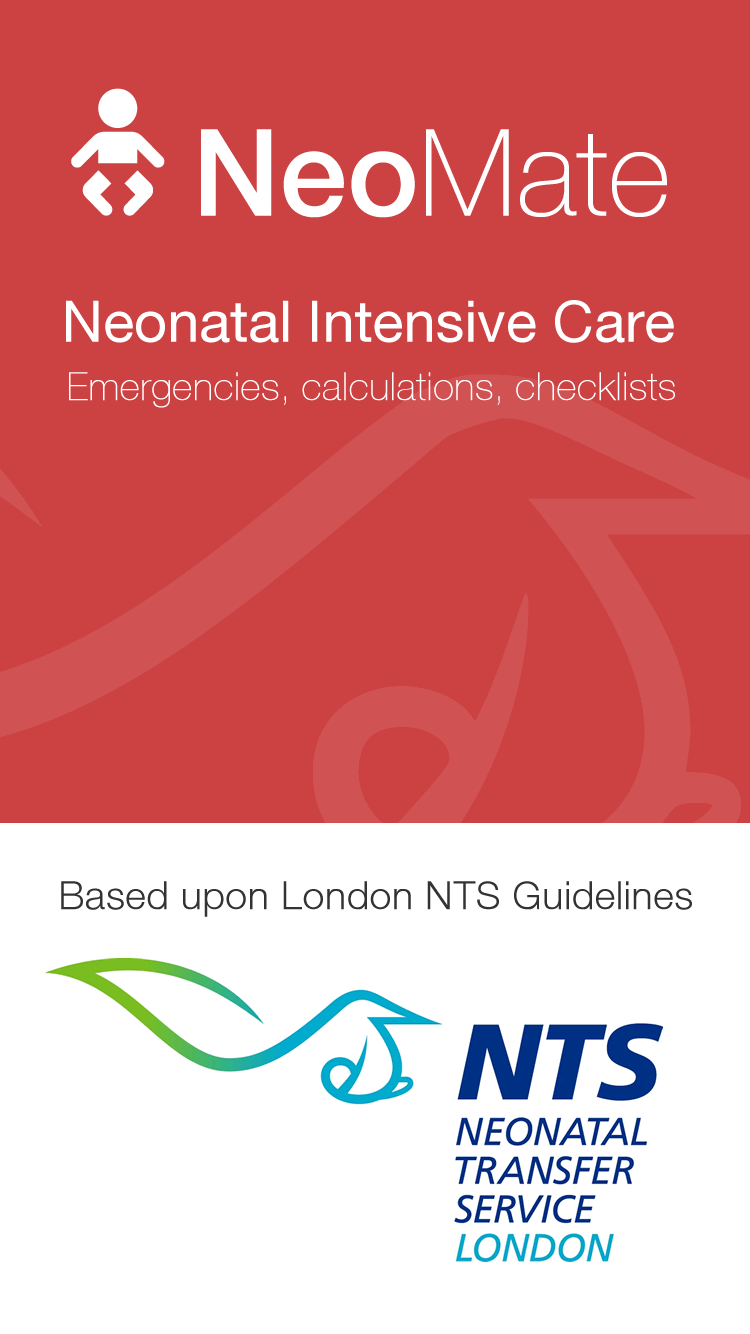 NeoMate
Neonatal Intensive Care
Emergencies, calculations, checklists
Based upon London NTS Guidelines
NTS
NEONATAL
TRANSFER
SERVICE
LONDON